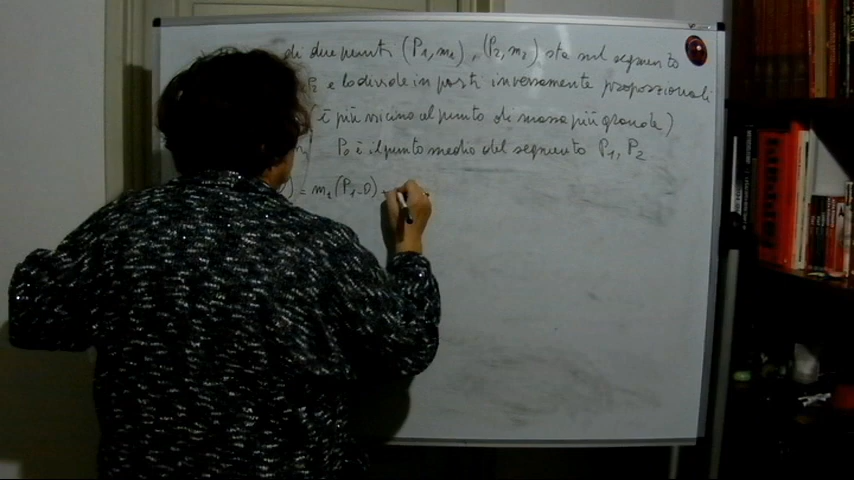 di due punti (P1, m1), (P2, m2) sta sul segmento
P2 e lo divide in parti inversamente proporzionali
(è più vicino al punto di massa più grande)
P0 è il punto medio del segmento P1, P2
) = m1 (P1-O)